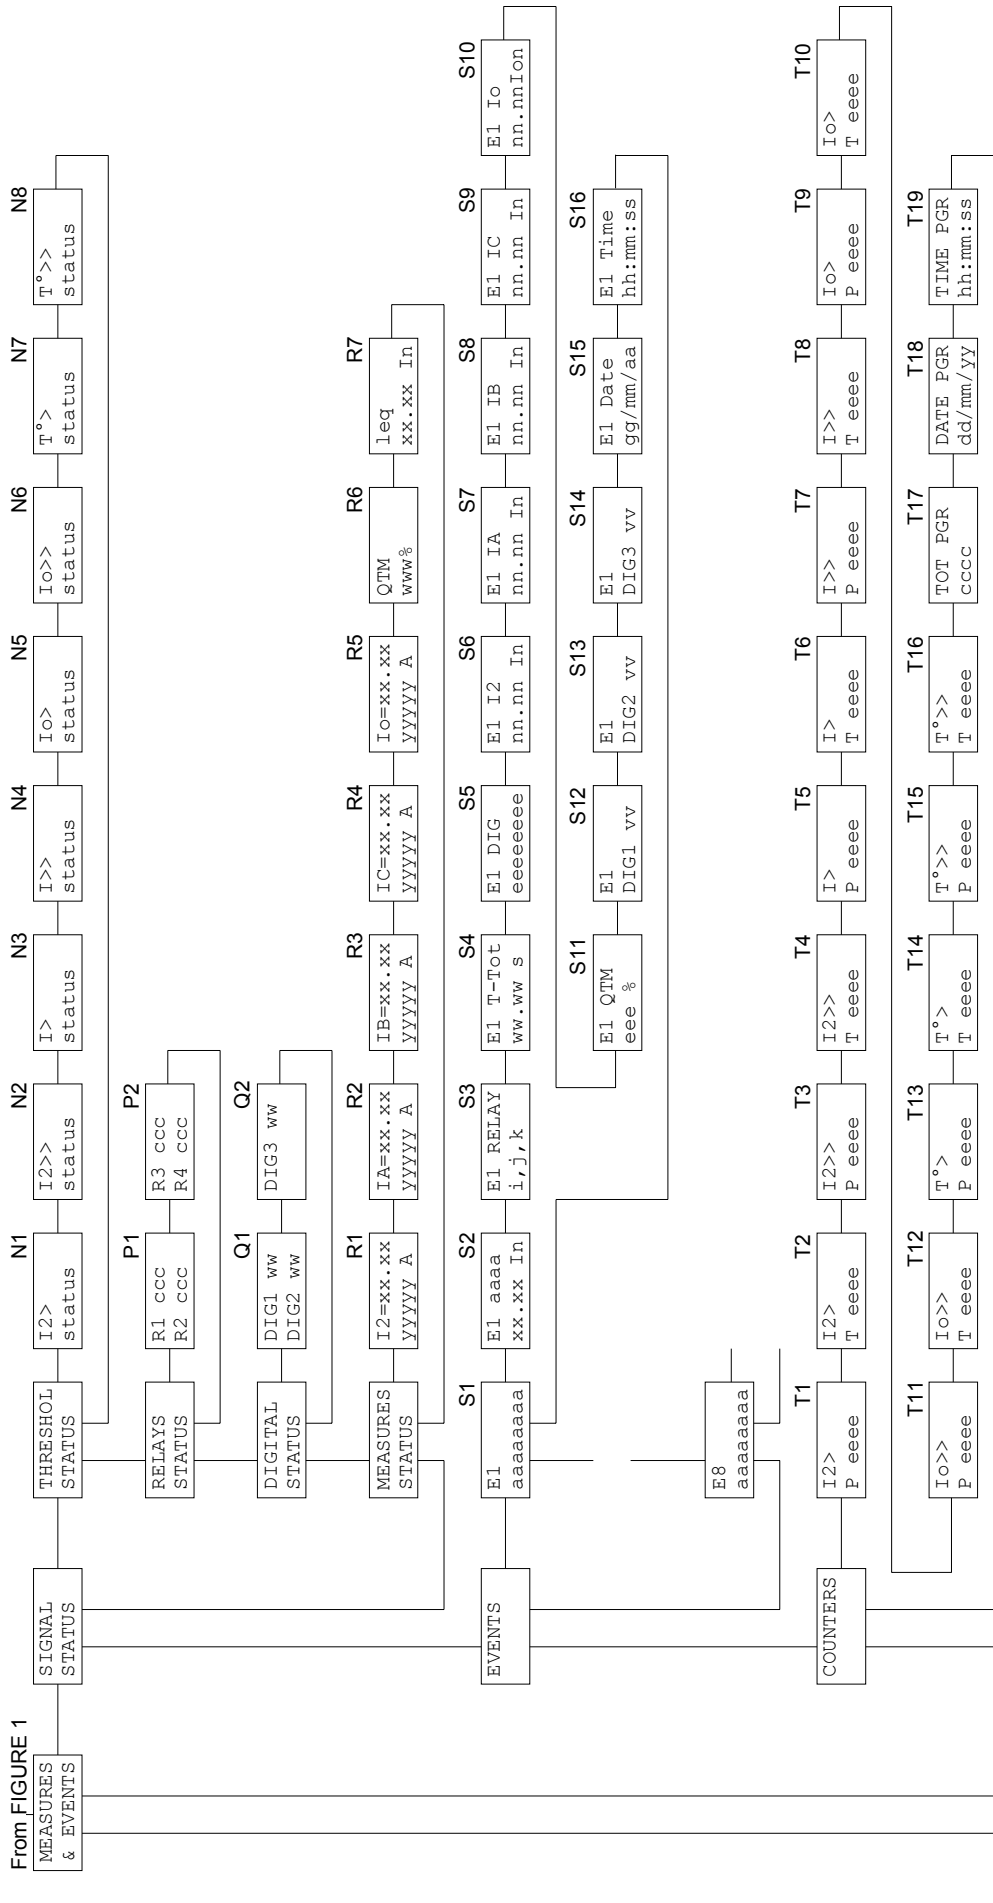 From FIGURE 1
MEASURES
& EVENTS
SIGNAL
STATUS
THRESHOL
STATUS
N1
I2>
status
N2
I2>>
status
N3
I>
status
N4
I>>
status
N5
Io>
status
N6
Io>>
status
N7
T°>
status
N8
T°>>
status
RELAYS
STATUS
P1
R1 ccc
R2 ccc
P2
R3 ccc
R4 ccc
DIGITAL
STATUS
Q1
DIG1 ww
DIG2 ww
Q2
DIG3 ww
MEASURES
STATUS
R1
I2=xx.xx
yyyyy A
R2
IA=xx.xx
yyyyy A
R3
IB=xx.xx
yyyyy A
R4
IC=xx.xx
yyyyy A
R5
Io=xx.xx
yyyyy A
R6
QTM
www%
R7
leq
xx.xx In
EVENTS
S1
E1
aaaaaaaa
S2
E1 aaaa
xx.xx In
S3
E1 RELAY
i,j,k
S4
E1 T-Tot
ww.ww s
S5
E1 DIG
eeeeeeee
S6
E1 I2
nn.nn In
S7
E1 IA
nn.nn In
S8
E1 IB
nn.nn In
S9
E1 IC
nn.nn In
S10
E1 Io
nn.nnIon
S11
E1 QTM
eee %
S12
E1
DIG1 vv
S13
E1
DIG2 vv
S14
E1
DIG3 vv
S15
E1 Date
gg/mm/aa
S16
E1 Time
hh:mm:ss
E8
aaaaaaaa
COUNTERS
T1
I2>
P eeee
T2
I2>
T eeee
T3
I2>>
P eeee
T4
I2>>
T eeee
T5
I>
P eeee
T6
I>
T eeee
T7
I>>
P eeee
T8
I>>
T eeee
T9
Io>
P eeee
T10
Io>
T eeee
T11
Io>>
P eeee
T12
Io>>
T eeee
T13
T°>
P eeee
T14
T°>
T eeee
T15
T°>>
P eeee
T16
T°>>
T eeee
T17
TOT PGR
cccc
T18
DATE PGR
dd/mm/yy
T19
TIME PGR
hh:mm:ss